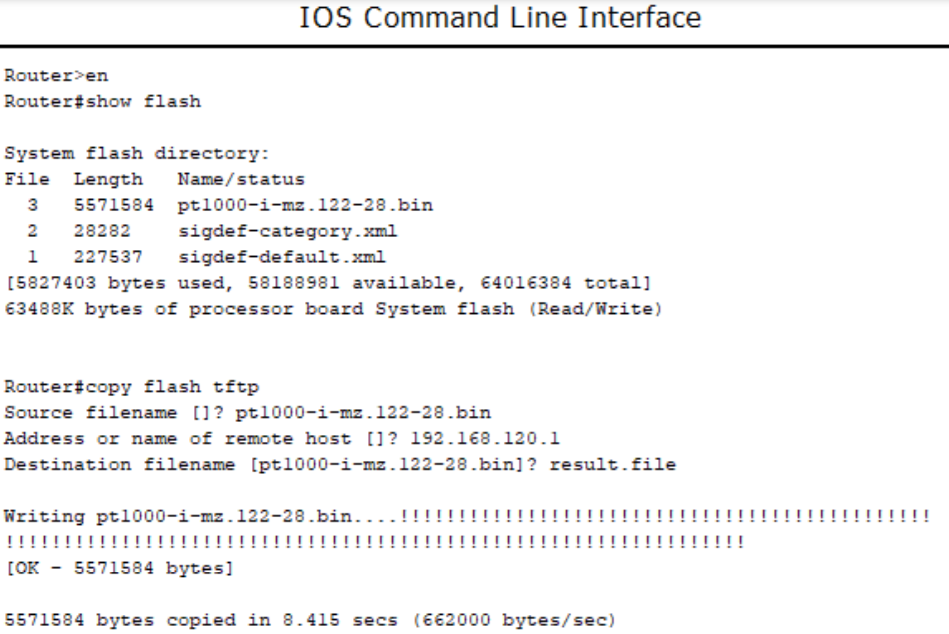 IOS Command Line Interface
Router>en
Router#show flash
System flash directory:
File Length Name/status
3 5571584 pt1000-i-mz.122-28.bin
2 28282 sigdef-category.xml
1 227537 sigdef-default.xml
[5827403 bytes used, 58188981 available, 64016384 total]
63488K bytes of processor board System flash (Read/Write)
Router#copy flash tftp
Source filename []? pt1000-i-mz.122-28.bin
Address or name of remote host []? 192.168.120.1
Destination filename [pt1000-i-mz.122-28.bin]? result.file
Writing pt1000-i-mz.122-28.bin....!!!!!!!!!!!!!!!!!!!!!!!!!!!!!!!!!!!!!!!!!!!!!!
!!!!!!!!!!!!!!!!!!!!!!!!!!!!!!!!!!!!!!!!!!!!!!!!!!!!!!!!!!!!!!!!
[OK - 5571584 bytes]
5571584 bytes copied in 8.415 secs (662000 bytes/sec)